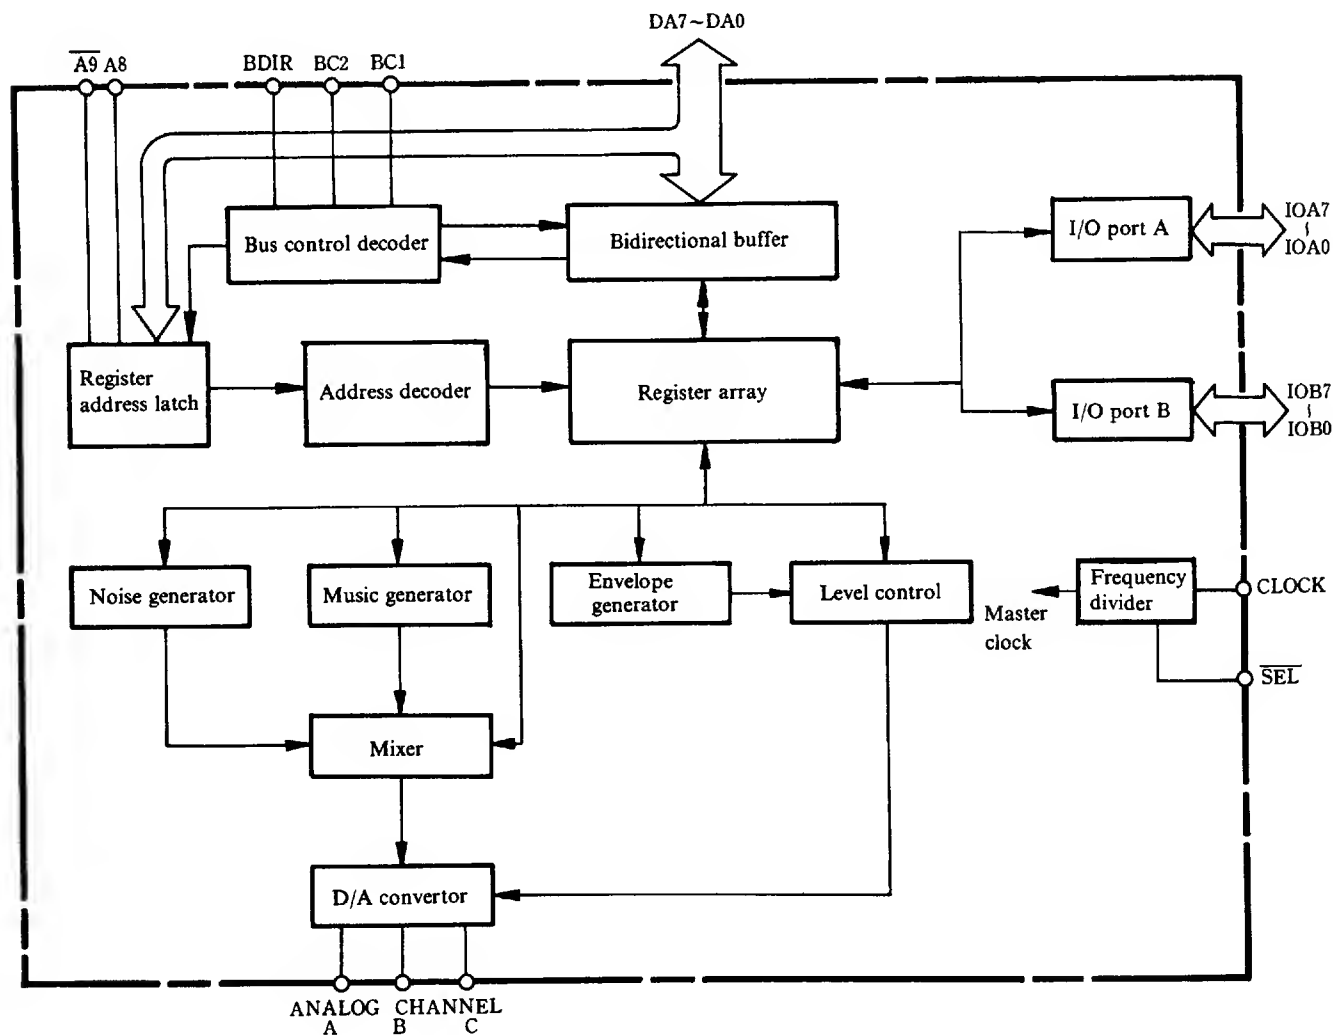 DA7~DA0
A9 A8 BDIR BC2 BC1
Bus control decoder
Bidirectional buffer
I/O port A
IOA7
~
IOA0
Register
address latch
Address decoder
Register array
I/O port B
IOB7
~
IOB0
Noise generator
Music generator
Envelope
generator
Level control
Frequency
divider
CLOCK
Master
clock
SEL
Mixer
D/A convertor
ANALOG CHANNEL
A B C